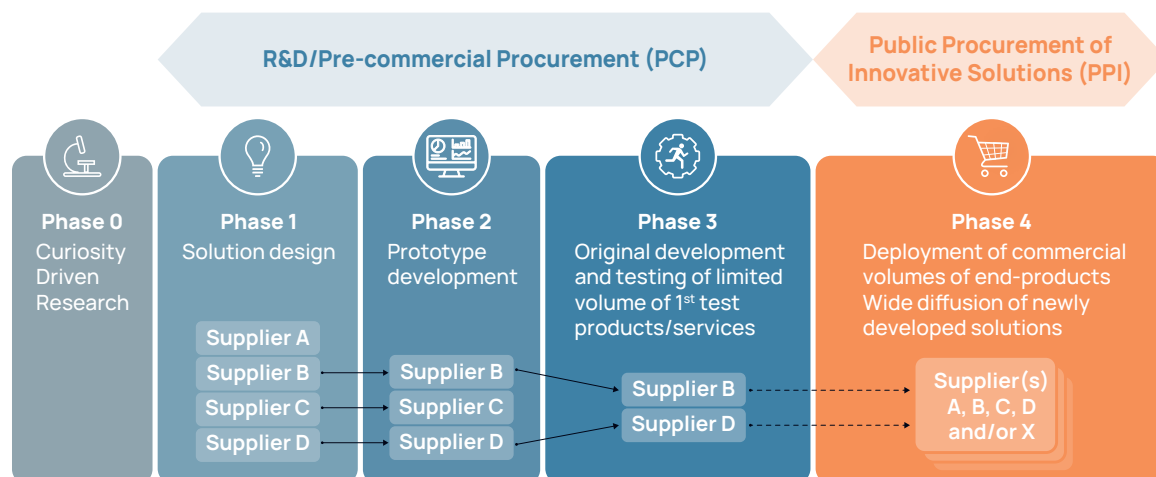 R&D/Pre-commercial Procurement (PCP)
Public Procurement of
Innovative Solutions (PPI)
Phase 0
Curiosity
Driven
Research
Phase 1
Solution design
Supplier A
Supplier B
Supplier C
Supplier D
Phase 2
Prototype
development
Supplier B
Supplier C
Supplier D
Phase 3
Original development
and testing of limited
volume of 1st test
products/services
Supplier B
Supplier D
Phase 4
Deployment of commercial
volumes of end-products
Wide diffusion of newly
developed solutions
Supplier(s)
A, B, C, D
and/or X